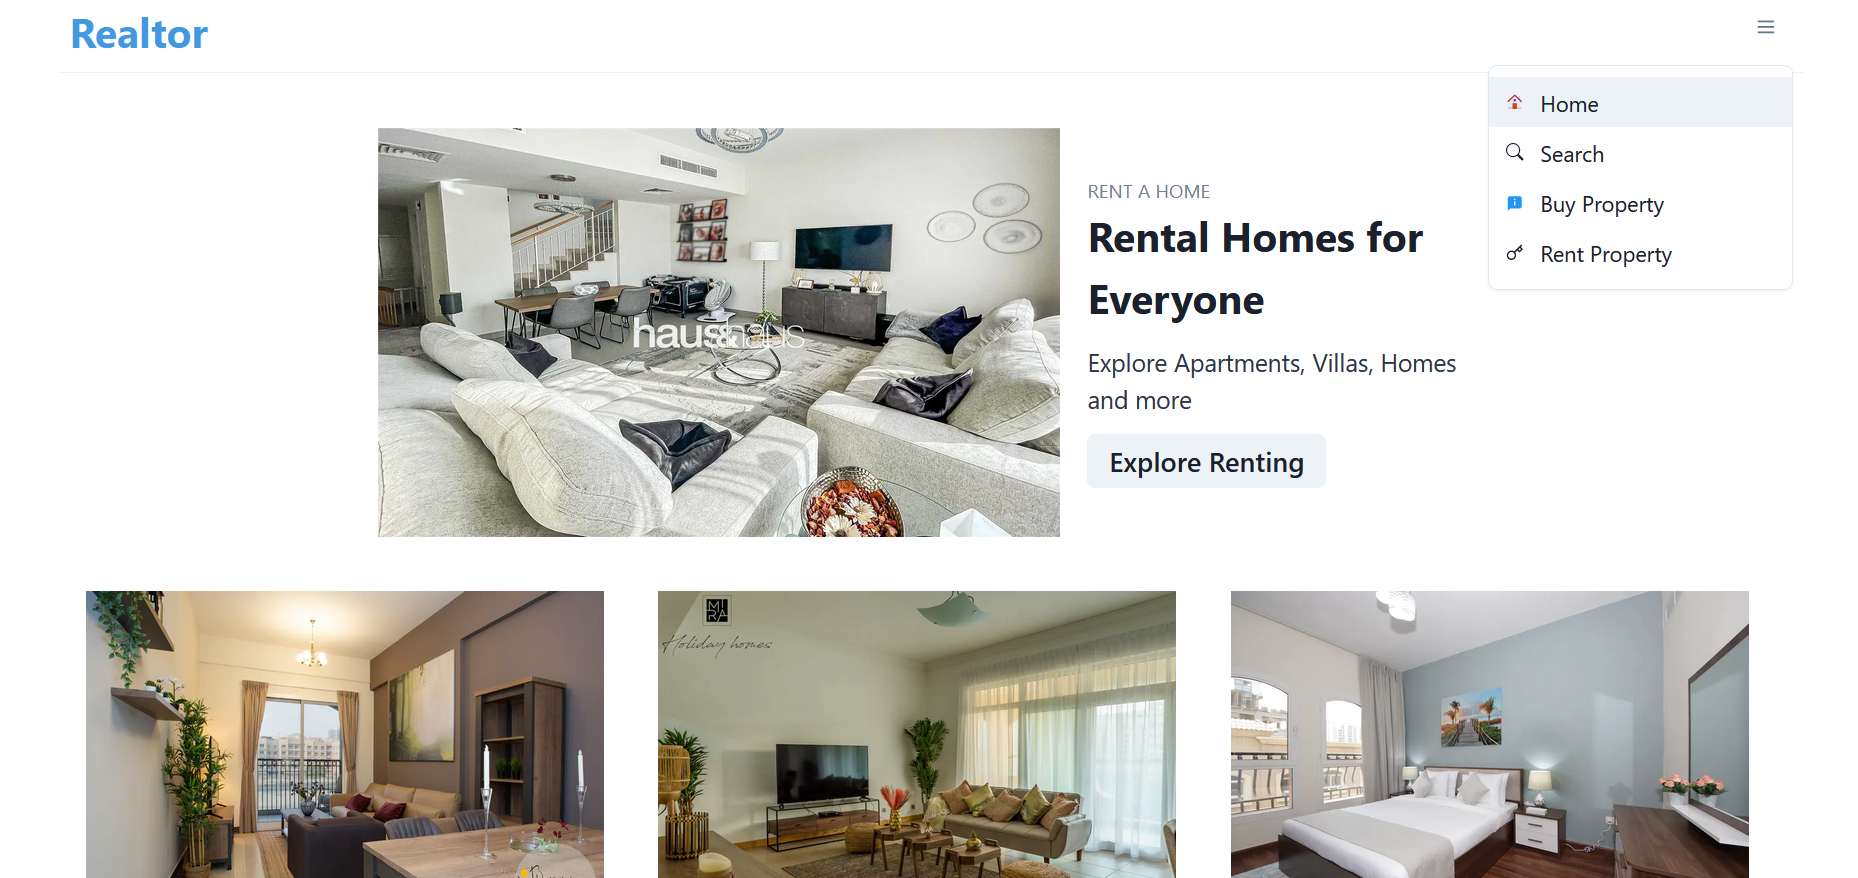 Realtor
Home
Search
Buy Property
Rent Property
RENT A HOME
Rental Homes for
Everyone
Explore Apartments, Villas, Homes
and more
Explore Renting
haus&haus
MIRA
Holiday homes